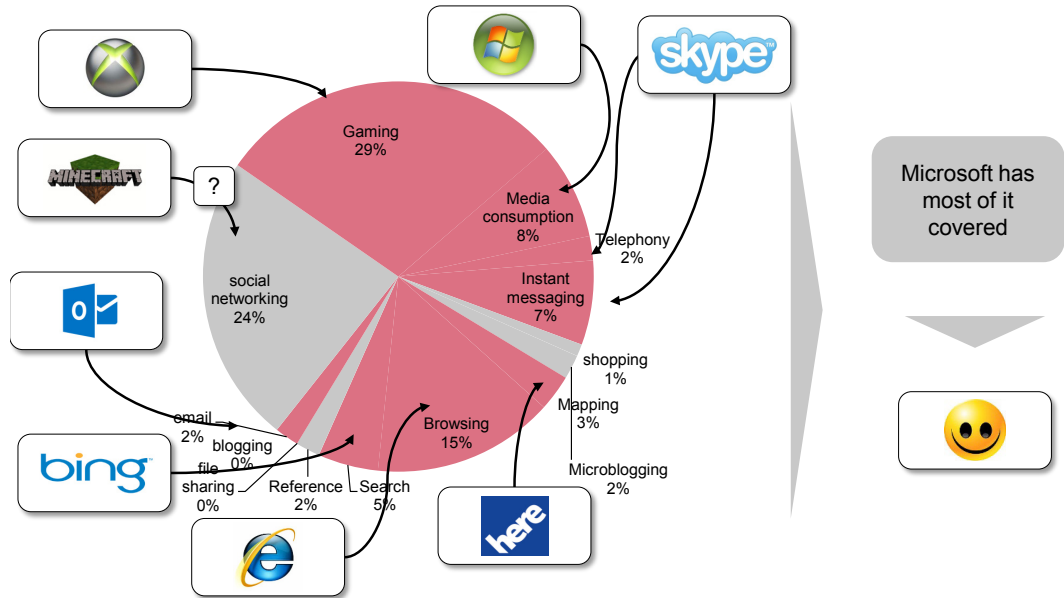 skype™
Gaming
29%
Microsoft has
most of it
covered
MINECRAFT
?
Media
consumption
8%
Telephony
2%
social
networking
24%
Instant
messaging
7%
shopping
1%
Mapping
3%
Browsing
15%
email
2%
blogging
0%
file
sharing
0%
Reference
2%
Search
5%
Microblogging
2%
bing™
here